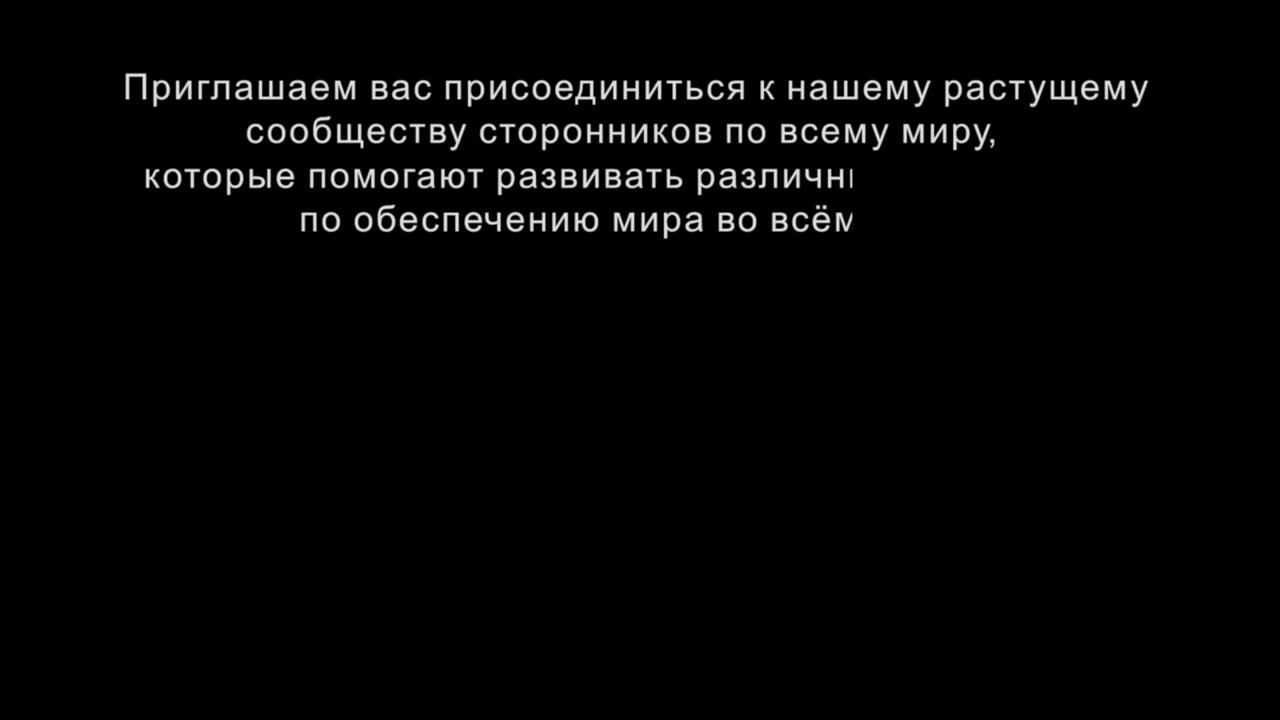 Приглашаем вас присоединиться к нашему растущему
сообществу сторонников по всему миру,
которые помогают развивать
по обеспечению мира во